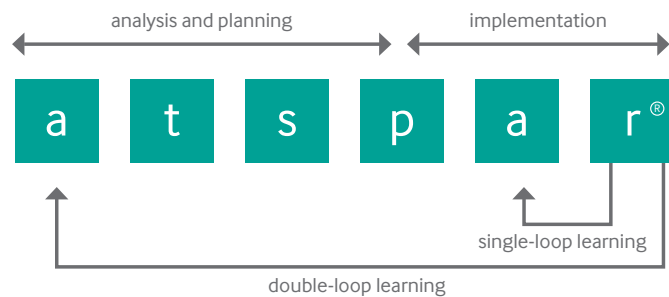 analysis and planning implementation
a t s p a r®
single-loop learning
double-loop learning